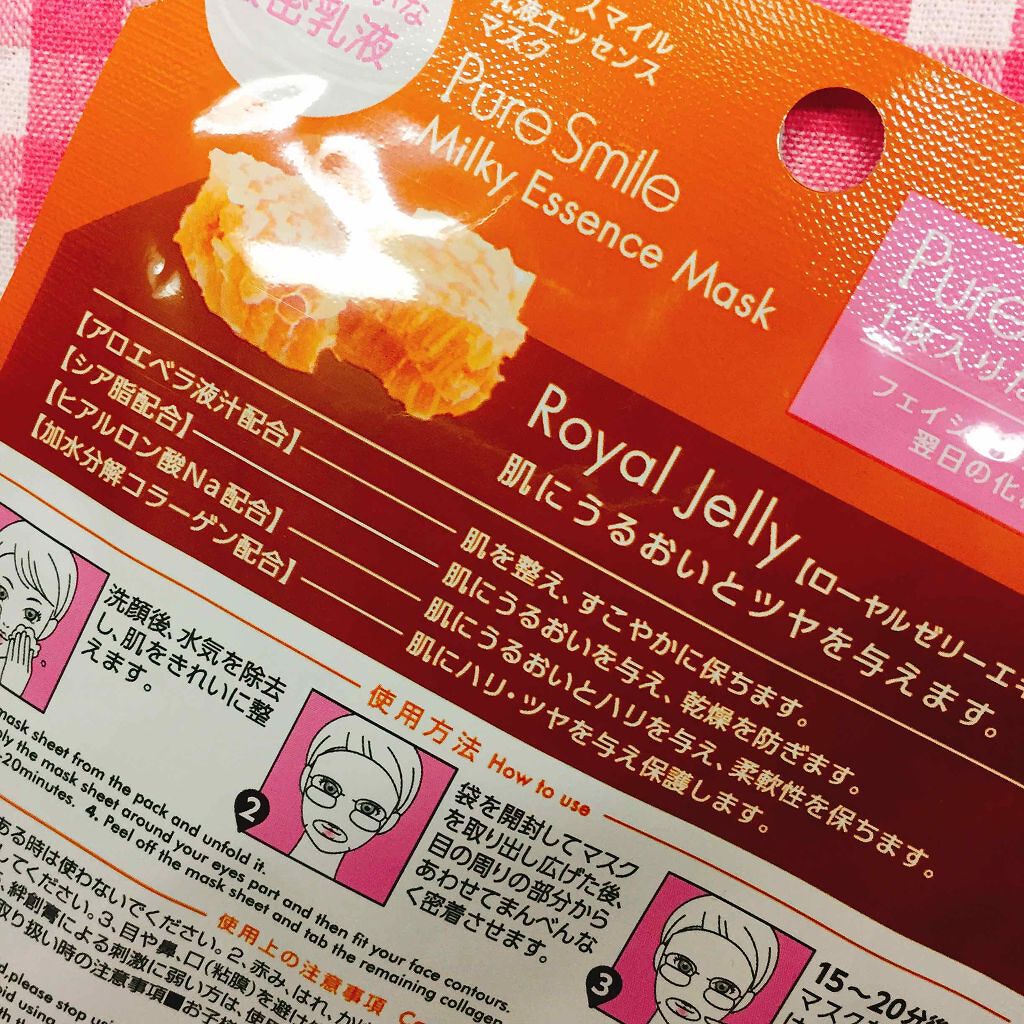 密乳液
スマイル
乳液エッセンス
マスク
Pure Smile
Milky Essence Mask
Pure
1枚入り
フェイシ
翌日の化
Royal Jelly【ローヤルゼリーエキ
肌にうるおいとツヤを与えます。
【アロエベラ液汁配合】肌を整え、すこやかに保ちます。
【シア脂配合】肌にうるおいを与え、乾燥を防ぎます。
【ヒアルロン酸Na配合】肌にうるおいとハリを与え、柔軟性を保ちます。
【加水分解コラーゲン配合】肌にハリ・ツヤを与え保護します。
使用方法 How to use
洗顔後、水気を除去
し、肌をきれいに整
えます。
2
袋を開封してマスク
を取り出し広げた後、
目の周りの部分から
あわせてまんべんな
く密着させます。
3
15〜20分後
マスクを
mask sheet from the pack and unfold it.
the mask sheet around your eyes part and then fit your face contours.
20minutes. 4. Peel off the mask sheet and tab the remaining collagen
使用上の注意事項
ある時は使わないでください。2、赤み、はれ、か
してください。3、目や鼻、口(粘膜)を避け
絆創膏による刺激に弱い方は、使用
取り扱い時の注意事項■お子様
please stop